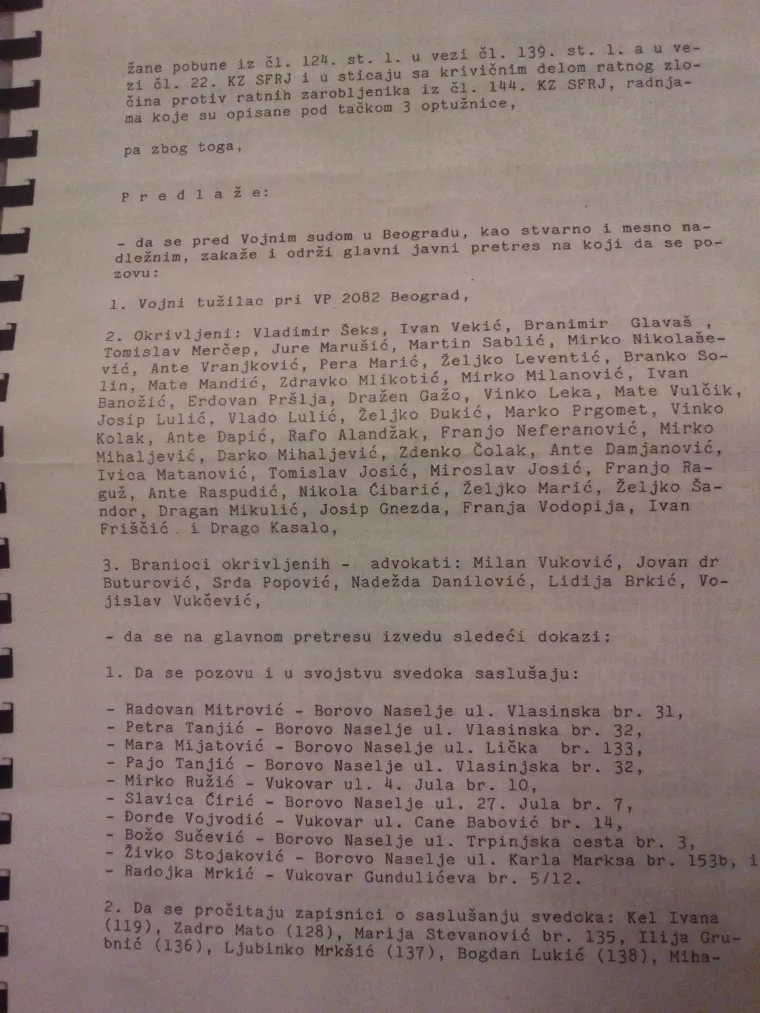 žane pobune iz čl. 124. st. 1. u vezi čl. 139. st. 1. a u ve-
zi čl. 22. KZ SFRJ i u sticaju sa krivičnim delom ratnog zlo-
čina protiv ratnih zarobljenika iz čl. 144. KZ SFRJ, radnja-
ma koje su opisane pod tačkom 3 optužnice,
pa zbog toga,
P r e d l a ž e:
- da se pred Vojnim sudom u Beogradu, kao stvarno i mesno na-
dležnim, zakaže i održi glavni javni pretres na koji da se po-
zovu:
1. Vojni tužilac pri VP 2082 Beograd,
2. Okrivljeni: Vladimir Šeks, Ivan Vekić, Branimir Glavaš ,
Tomislav Merčep, Jure Marušić, Martin Sablić, Mirko Nikolaše-
vić, Ante Vranjković, Pera Marić, Željko Leventić, Branko So-
lin, Mate Mandić, Zdravko Mlikotić, Mirko Milanović, Ivan
Banožić, Erdovan Pršlja, Dražen Gažo, Vinko Leka, Mate Vulčik,
Josip Lulić, Vlado Lulić, Željko Đukić, Marko Prgomet, Vinko
Kolak, Ante Đapić, Rafo Alandžak, Franjo Neferanović, Mirko
Mihaljević, Darko Mihaljević, Zdenko Čolak, Ante Damjanović,
Ivica Matanović, Tomislav Josić, Miroslav Josić, Franjo Ra-
guž, Ante Raspudić, Nikola Ćibarić, Željko Marić, Željko Ša-
ndor, Dragan Mikulić, Josip Gnezda, Franja Vodopija, Ivan
Friščić . i Drago Kasalo,
3. Branioci okrivljenih - advokati: Milan Vuković, Jovan dr
Buturović, Srda Popović, Nadežda Danilović, Lidija Brkić, Vo-
jislav Vukčević,
- da se na glavnom pretresu izvedu sledeći dokazi:
1. Da se pozovu i u svojstvu svedoka saslušaju:
- Radovan Mitrović - Borovo Naselje ul. Vlasinska br. 31,
- Petra Tanjić - Borovo Naselje ul. Vlasinska br. 32,
- Mara Mijatović - Borovo Naselje ul. Lička br. 133,
- Pajo Tanjić - Borovo Naselje ul. Vlasinjska br. 32,
- Mirko Ružić - Vukovar ul. 4. Jula br. 10,
- Slavica Ćirić - Borovo Naselje ul. 27. Jula br. 7,
- Đorđe Vojvodić - Vukovar ul. Cane Babović br. 14,
- Božo Sučević - Borovo Naselje ul. Trpinjska cesta br. 3,
- Živko Stojaković - Borovo Naselje ul. Karla Marksa br. 153b, i
- Radojka Mrkić - Vukovar Gundulićeva br. 5/12.
2. Da se pročitaju zapisnici o saslušanju svedoka: Kel Ivana
(119), Zadro Mato (128), Marija Stevanović br. 135, Ilija Gru-
bnić (136), Ljubinko Mrkšić (137), Bogdan Lukić (138), Miha-